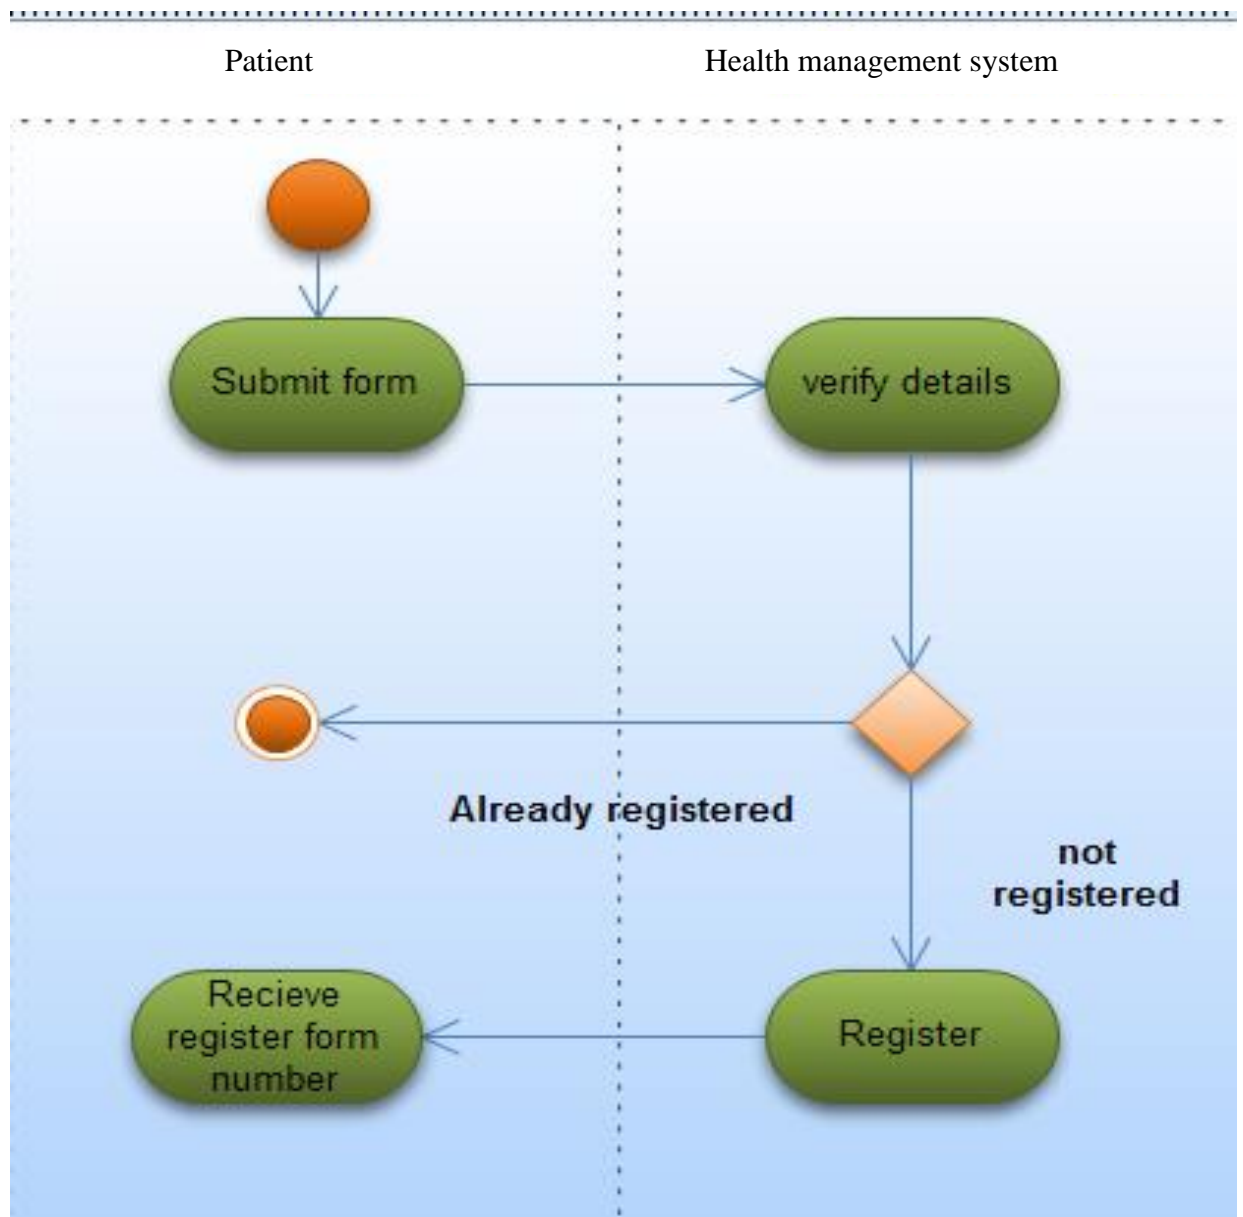 Patient
Health management system
Submit form
verify details
Already registered
not
registered
Recieve
register form
number
Register